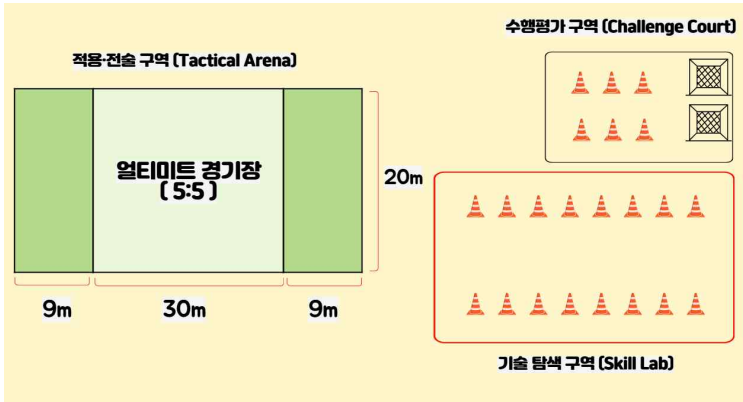 수행평가 구역 (Challenge Court)
적용·전술 구역 (Tactical Arena)
얼티미트 경기장
( 5:5 )
20m
9m
30m
9m
기술 탐색 구역 (Skill Lab)